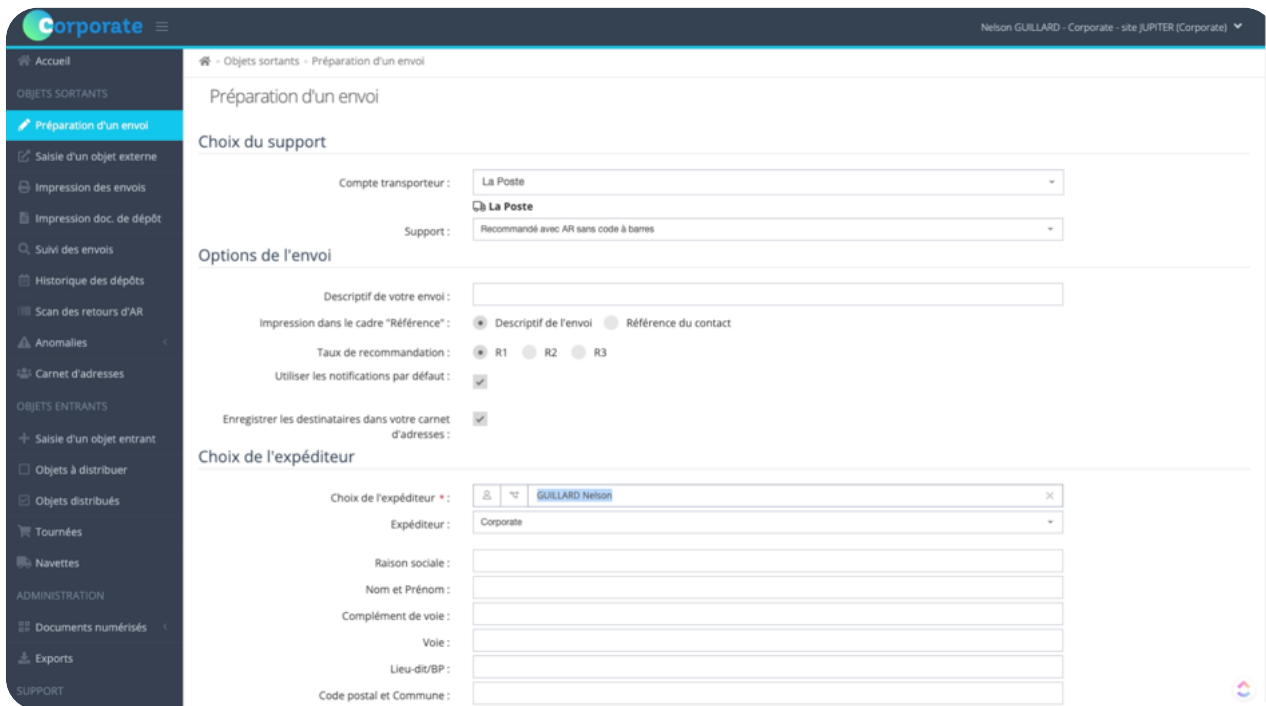 Corporate
Nelson GUILLARD - Corporate - site JUPITER (Corporate)
Accueil
OBJETS SORTANTS
Préparation d'un envoi
Saisie d'un objet externe
Impression des envois
Impression doc. de dépôt
Suivi des envois
Historique des dépôts
Scan des retours d'AR
Anomalies
Carnet d'adresses
OBJETS ENTRANTS
Saisie d'un objet entrant
Objets à distribuer
Objets distribués
Tournées
Navettes
ADMINISTRATION
Documents numérisés
Exports
SUPPORT
- Objets sortants - Préparation d'un envoi
Préparation d'un envoi
Choix du support
Compte transporteur : La Poste
La Poste
Support : Recommandé avec AR sans code à barres
Options de l'envoi
Descriptif de votre envoi :
Impression dans le cadre "Référence" : Descriptif de l'envoi Référence du contact
Taux de recommandation : R1 R2 R3
Utiliser les notifications par défaut :
Enregistrer les destinataires dans votre carnet
d'adresses :
Choix de l'expéditeur
Choix de l'expéditeur * : GUILLARD Nelson
Expéditeur : Corporate
Raison sociale :
Nom et Prénom :
Complément de voie :
Voie :
Lieu-dit/BP :
Code postal et Commune :